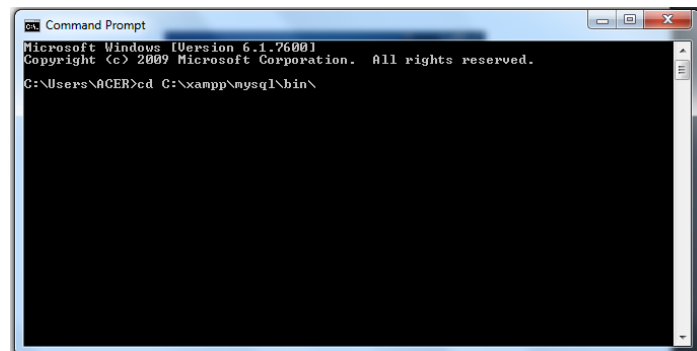 Command Prompt
Microsoft Windows [Version 6.1.7600]
Copyright (c) 2009 Microsoft Corporation.  All rights reserved.
C:\Users\ACER>cd C:\xampp\mysql\bin\